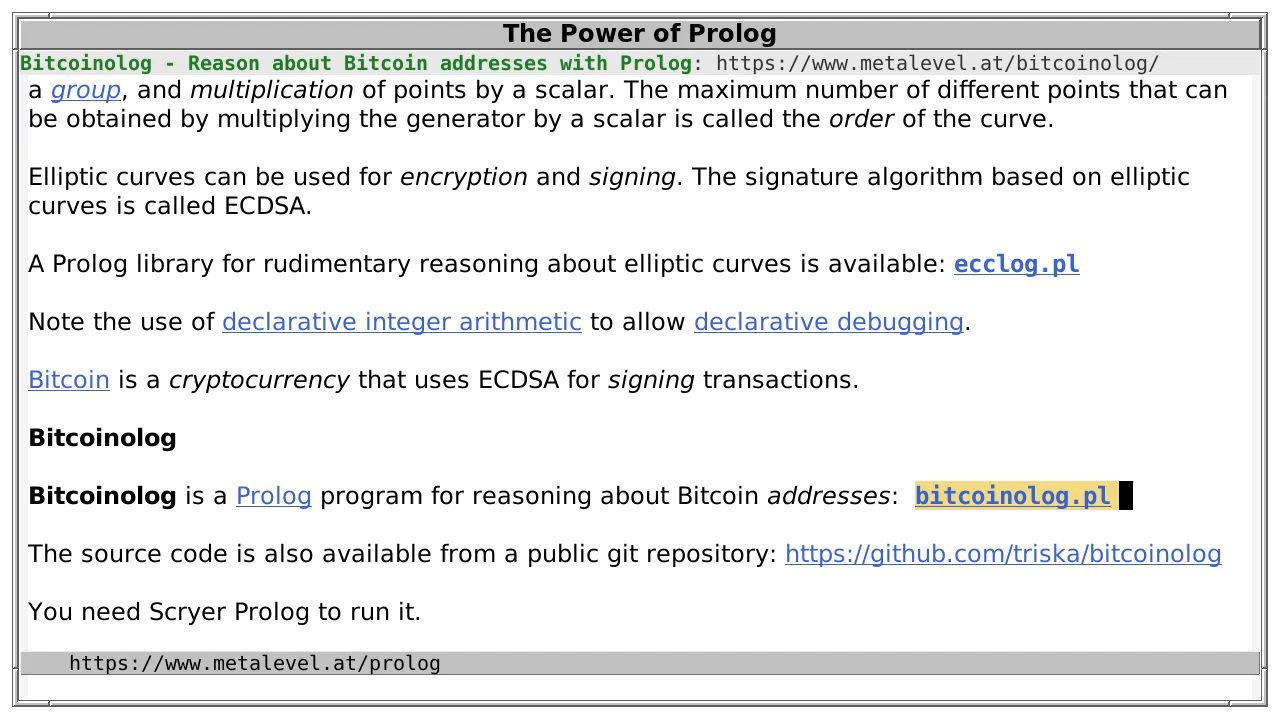 The Power of Prolog
Bitcoinolog - Reason about Bitcoin addresses with Prolog: https://www.metalevel.at/bitcoinolog/
a group, and multiplication of points by a scalar. The maximum number of different points that can
be obtained by multiplying the generator by a scalar is called the order of the curve.
Elliptic curves can be used for encryption and signing. The signature algorithm based on elliptic
curves is called ECDSA.
A Prolog library for rudimentary reasoning about elliptic curves is available: ecclog.pl
Note the use of declarative integer arithmetic to allow declarative debugging.
Bitcoin is a cryptocurrency that uses ECDSA for signing transactions.
Bitcoinolog
Bitcoinolog is a Prolog program for reasoning about Bitcoin addresses: bitcoinolog.pl
The source code is also available from a public git repository: https://github.com/triska/bitcoinolog
You need Scryer Prolog to run it.
https://www.metalevel.at/prolog